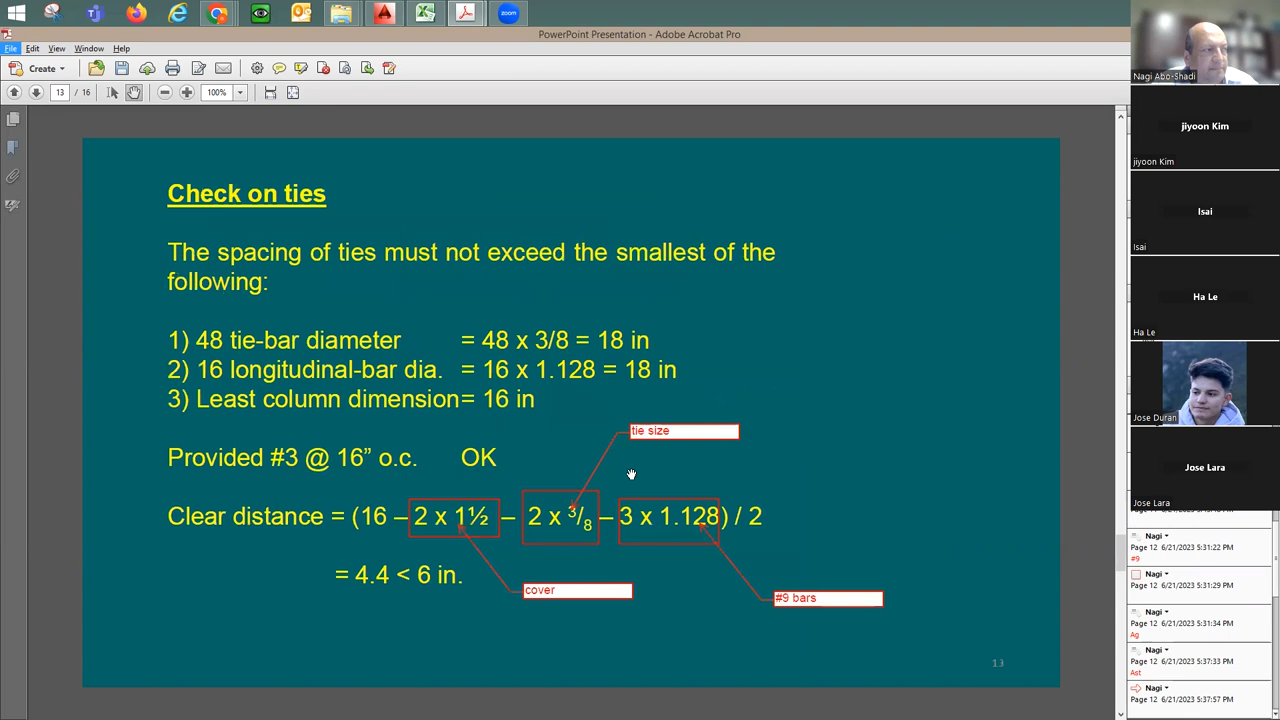 zoom
PowerPoint Presentation - Adobe Acrobat Pro
File Edit View Window Help
Create
13 / 16
100%
Check on ties
The spacing of ties must not exceed the smallest of the
following:
1) 48 tie-bar diameter = 48 x 3/8 = 18 in
2) 16 longitudinal-bar dia. = 16 x 1.128 = 18 in
3) Least column dimension = 16 in
tie size
Provided #3 @ 16” o.c. OK
Clear distance = (16 – 2 x 1½ – 2 x 3/8 – 3 x 1.128) / 2
= 4.4 < 6 in.
cover
#9 bars
13
Nagi Abo-Shadi
jiyoon Kim
jiyoon Kim
Isai
Isai
Ha Le
Ha Le
Jose Duran
Jose Lara
Jose Lara
Nagi
Page 12 6/21/2023 5:31:22 PM
#9
Nagi
Page 12 6/21/2023 5:31:29 PM
Nagi
Page 12 6/21/2023 5:31:34 PM
Ag
Nagi
Page 12 6/21/2023 5:37:33 PM
Ast
Nagi
Page 12 6/21/2023 5:37:57 PM